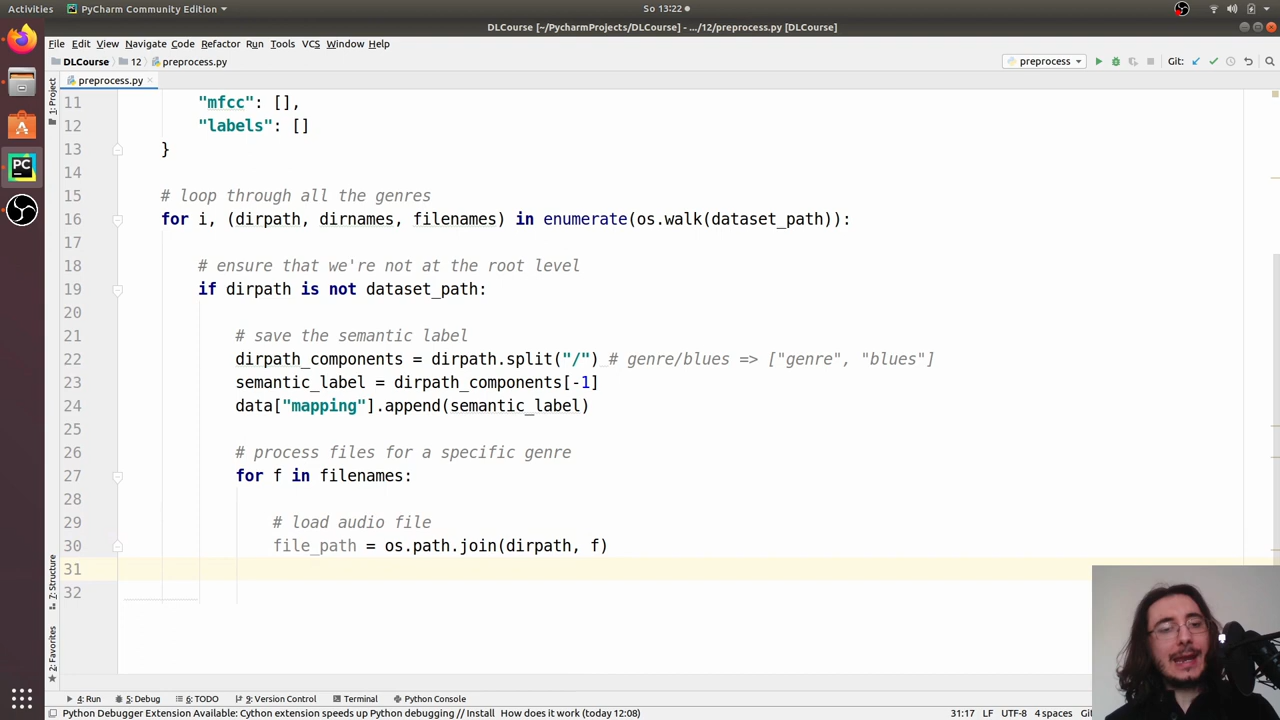 Activities PyCharm Community Edition So 13:22
DLCourse [~/PycharmProjects/DLCourse] - .../12/preprocess.py [DLCourse]
File Edit View Navigate Code Refactor Run Tools VCS Window Help
DLCourse 12 preprocess.py preprocess Git:
preprocess.py
1: Project
11 "mfcc": [],
12 "labels": []
13 }
14
15 # loop through all the genres
16 for i, (dirpath, dirnames, filenames) in enumerate(os.walk(dataset_path)):
17
18 # ensure that we're not at the root level
19 if dirpath is not dataset_path:
20
21 # save the semantic label
22 dirpath_components = dirpath.split("/") # genre/blues => ["genre", "blues"]
23 semantic_label = dirpath_components[-1]
24 data["mapping"].append(semantic_label)
25
26 # process files for a specific genre
27 for f in filenames:
28
29 # load audio file
30 file_path = os.path.join(dirpath, f)
31
32
7: Structure
2: Favorites
4: Run 5: Debug 6: TODO 9: Version Control Terminal Python Console
Python Debugger Extension Available: Cython extension speeds up Python debugging // Install How does it work (today 12:08) 31:17 LF UTF-8 4 spaces